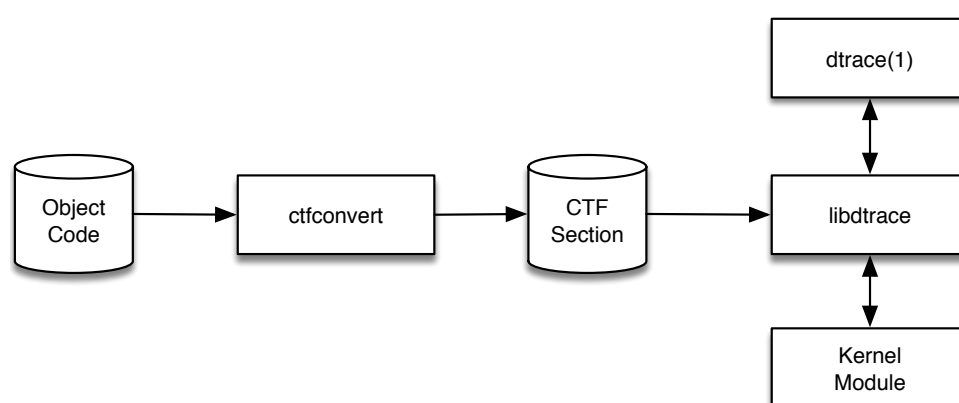 dtrace(1)
Object
Code
ctfconvert
CTF
Section
libdtrace
Kernel
Module